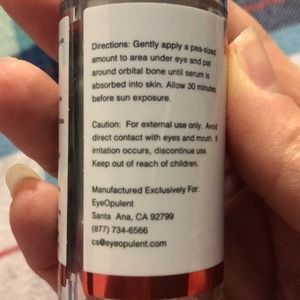 Directions: Gently apply a pea-sized
amount to area under eye and pat
around orbital bone until serum is
absorbed into skin. Allow 30 minutes
before sun exposure.
Caution: For external use only. Avoid
direct contact with eyes and mouth. If
irritation occurs, discontinue use.
Keep out of reach of children.
Manufactured Exclusively For:
EyeOpulent
Santa Ana, CA 92799
(877) 734-6566
cs@eyeopulent.com